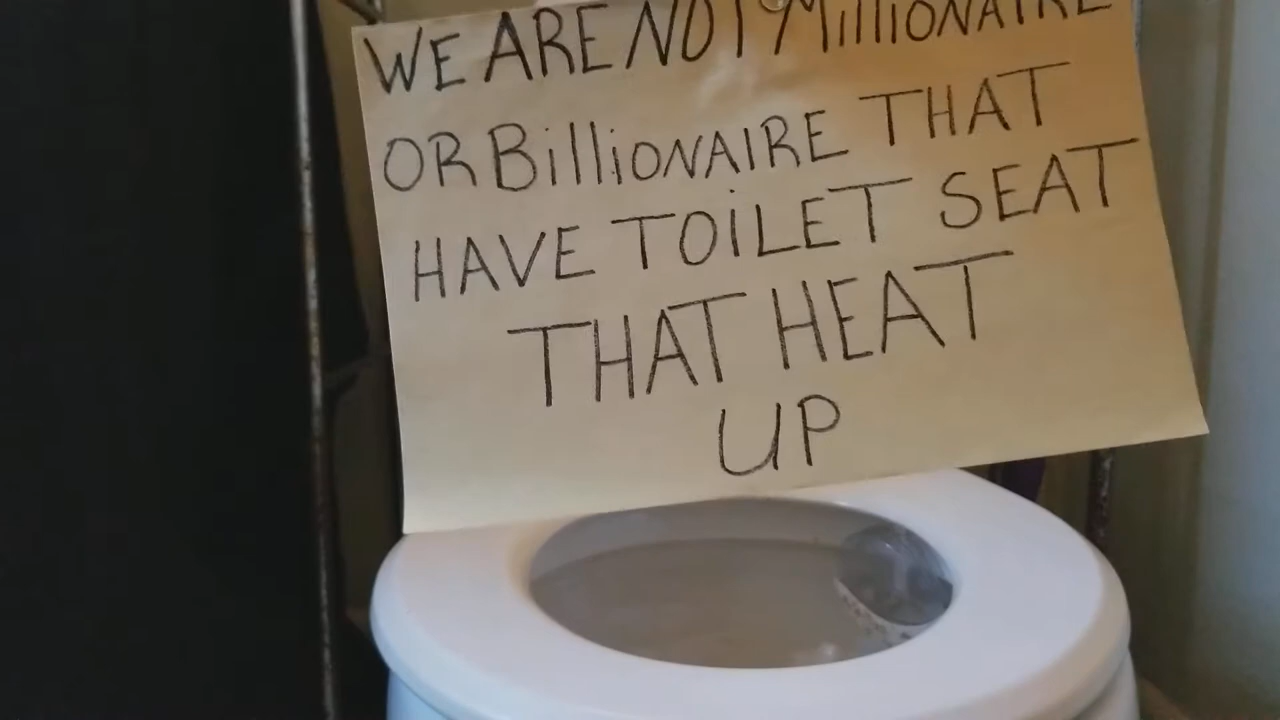 WE ARE NOT MillIONAIRE
OR BillIONAIRE THAT
HAVE TOiLET SEAT
THAT HEAT
UP